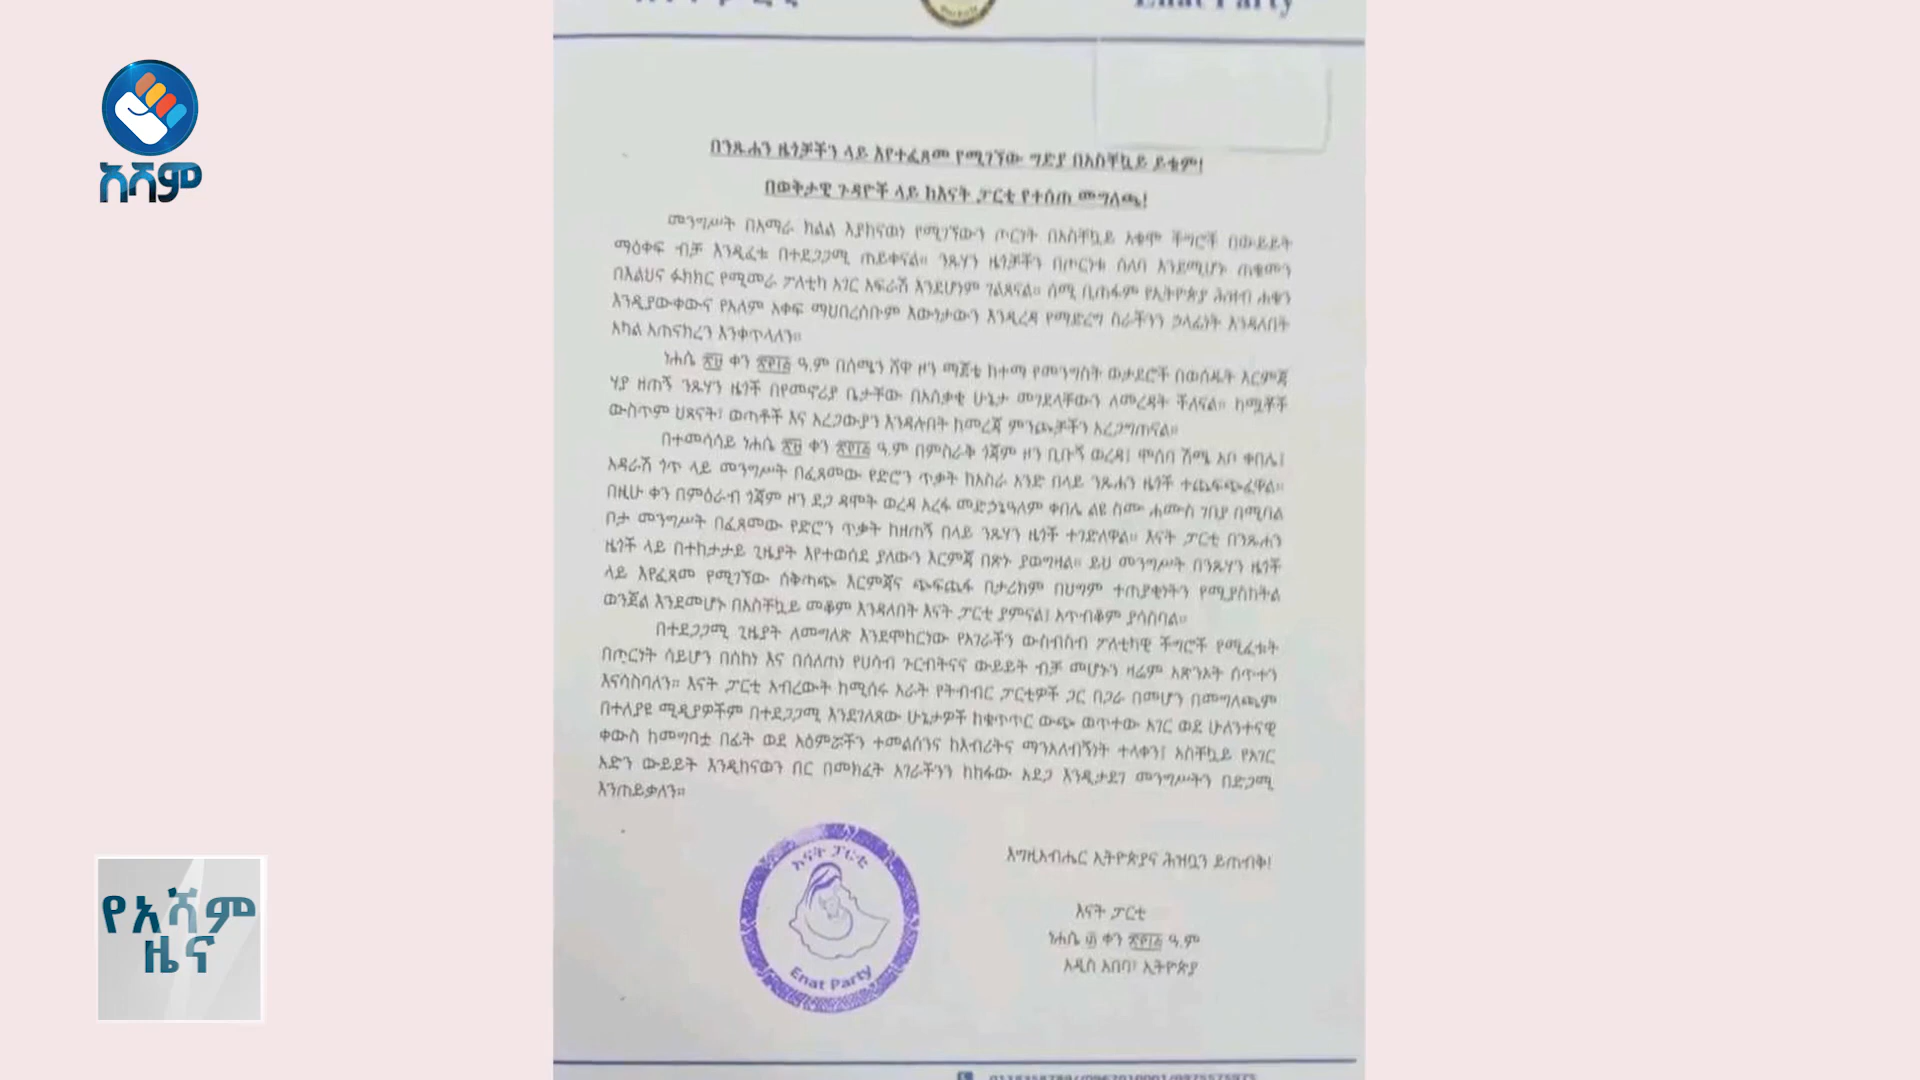 አሻም
በንጹሐን ዜጎቻችን ላይ እየተፈጸመ የሚገኘው ግድያ በአስቸኳይ ይቁም!
በወቅታዊ ጉዳዮች ላይ ከእናት ፓርቲ የተሰጠ መግለጫ!
መንግሥት በአማራ ክልል እያከናወነ የሚገኘውን ጦርነት በአስቸኳይ አቁሞ ችግሮች በውይይት
ማዕቀፍ ብቻ እንዲፈቱ በተደጋጋሚ ጠይቀናል። ንጹሃን ዜጎቻችን በጦርነቱ ሰለባ እንደሚሆኑ ጠቁመን
በእልህና ፉክክር የሚመራ ፖለቲካ አገር አፍራሽ እንደሆነም ገልጸናል። ሰሚ ቢጠፋም የኢትዮጵያ ሕዝብ ሐቁን
እንዲያውቀውና የአለም አቀፍ ማህበረሰቡም እውነታውን እንዲረዳ የማድረግ ስራችንን ኃላፊነት እንዳለበት
አካል አጠናክረን እንቀጥላለን።
ነሐሴ ቀን ዓ.ም በሰሜን ሸዋ ዞን ማጀቴ ከተማ የመንግስት ወታደሮች በወሰዱት እርምጃ
ሃያ ዘጠኝ ንጹሃን ዜጎች በየመኖሪያ ቤታቸው በአሰቃቂ ሁኔታ መገደላቸውን ለመረዳት ችለናል። ከሟቾች
ውስጥም ህጻናት፣ ወጣቶች እና አረጋውያን እንዳሉበት ከመረጃ ምንጮቻችን አረጋግጠናል።
በተመሳሳይ ነሐሴ ቀን ዓ.ም በምስራቅ ጎጃም ዞን ቢቡኝ ወረዳ፣ ሞሰባ ሽሜ አቦ ቀበሌ፣
አዳራሽ ጎጥ ላይ መንግሥት በፈጸመው የድሮን ጥቃት ከአስራ አንድ በላይ ንጹሐን ዜጎች ተጨፍጭፈዋል።
በዚሁ ቀን በምዕራብ ጎጃም ዞን ደጋ ዳሞት ወረዳ አረፋ መድኃኔዓለም ቀበሌ ልዩ ስሙ ሐሙስ ገበያ በሚባል
ቦታ መንግሥት በፈጸመው የድሮን ጥቃት ከዘጠኝ በላይ ንጹሃን ዜጎች ተገድለዋል። እናት ፓርቲ በንጹሐን
ዜጎች ላይ በተከታታይ ጊዜያት እየተወሰደ ያለውን እርምጃ በጽኑ ያወግዛል። ይህ መንግሥት በንጹሃን ዜጎች
ላይ እየፈጸመ የሚገኘው ሰቅጣጭ እርምጃና ጭፍጨፋ በታሪክም በህግም ተጠያቂነትን የሚያስከትል
ወንጀል እንደመሆኑ በአስቸኳይ መቆም እንዳለበት እናት ፓርቲ ያምናል፣ አጥብቆም ያሳስባል።
በተደጋጋሚ ጊዜያት ለመግለጽ እንደሞከርነው የአገራችን ውስብስብ ፖለቲካዊ ችግሮች የሚፈቱት
በጦርነት ሳይሆን በሰከነ እና በሰለጠነ የሀሳብ ጉርብትናና ውይይት ብቻ መሆኑን ዛሬም አጽንኦት ሰጥተን
እናሳስባለን። እናት ፓርቲ አብረውት ከሚሰሩ አራት የትብብር ፓርቲዎች ጋር በጋራ በመሆን በመግለጫም
በተለያዩ ሚዲያዎችም በተደጋጋሚ እንደገለጸው ሁኔታዎች ከቁጥጥር ውጭ ወጥተው አገር ወደ ሁለንተናዊ
ቀውስ ከመግባቷ በፊት ወደ አዕምሯችን ተመልሰንና ከእብሪትና ማንአለብኝነት ተላቀን፣ አስቸኳይ የአገር
አድን ውይይት እንዲከናወን በር በመክፈት አገራችንን ከከፋው አደጋ እንዲታደገ መንግሥትን በድጋሚ
እንጠይቃለን።
እግዚአብሔር ኢትዮጵያና ሕዝቧን ይጠብቅ!
እናት ፓርቲ
ነሐሴ ቀን ዓ.ም
አዲስ አበባ፣ ኢትዮጵያ
እናት ፓርቲ
Enat Party
የአሻም
ዜና